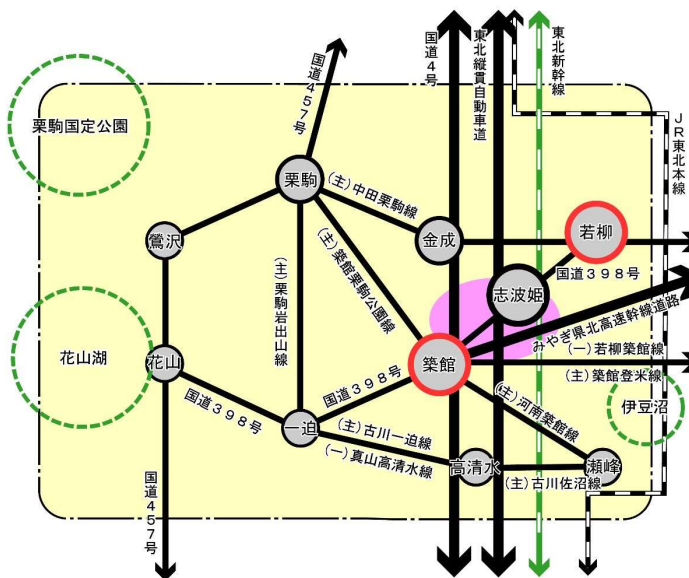 国道457号
国道4号
東北縦貫自動車道
東北新幹線
JR東北本線
栗駒国定公園
栗駒
(主)中田栗駒線
鶯沢
金成
若柳
(主)築館栗駒公園線
(主)栗駒岩出山線
国道398号
志波姫
みやぎ県北高速幹線道路
花山湖
花山
築館
(一)若柳築館線
(主)築館登米線
国道398号
国道398号
(主)河南築館線
伊豆沼
一迫
(主)古川一迫線
(一)真山高清水線
高清水
瀬峰
(主)古川佐沼線
国道457号